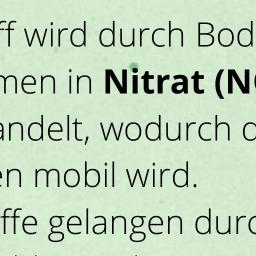 ff wird durch Bod
men in Nitrat (N
andelt, wodurch
en mobil wird.
ffe gelangen durc